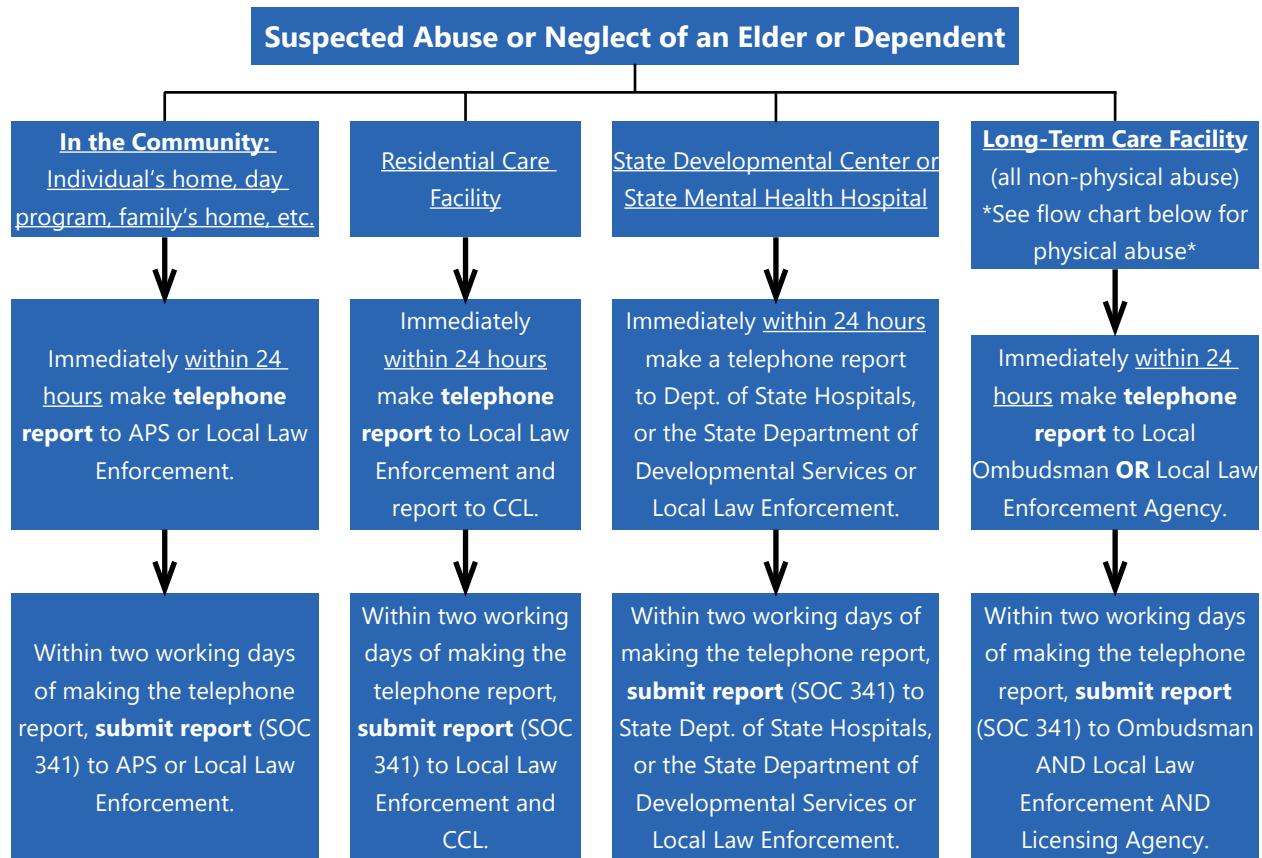 Suspected Abuse or Neglect of an Elder or Dependent
In the Community:
Individual's home, day
program, family's home, etc.
Immediately within 24
hours make telephone
report to APS or Local Law
Enforcement.
Within two working days
of making the telephone
report, submit report (SOC
341) to APS or Local Law
Enforcement.
Residential Care
Facility
Immediately
within 24 hours
make telephone
report to Local Law
Enforcement and
report to CCL.
Within two working
days of making the
telephone report,
submit report (SOC
341) to Local Law
Enforcement and
CCL.
State Developmental Center or
State Mental Health Hospital
Immediately within 24 hours
make a telephone report
to Dept. of State Hospitals,
or the State Department of
Developmental Services or
Local Law Enforcement.
Within two working days of
making the telephone report,
submit report (SOC 341) to
State Dept. of State Hospitals,
or the State Department of
Developmental Services or
Local Law Enforcement.
Long-Term Care Facility
(all non-physical abuse)
*See flow chart below for
physical abuse*
Immediately within 24
hours make telephone
report to Local
Ombudsman OR Local Law
Enforcement Agency.
Within two working days
of making the telephone
report, submit report
(SOC 341) to Ombudsman
AND Local Law
Enforcement AND
Licensing Agency.